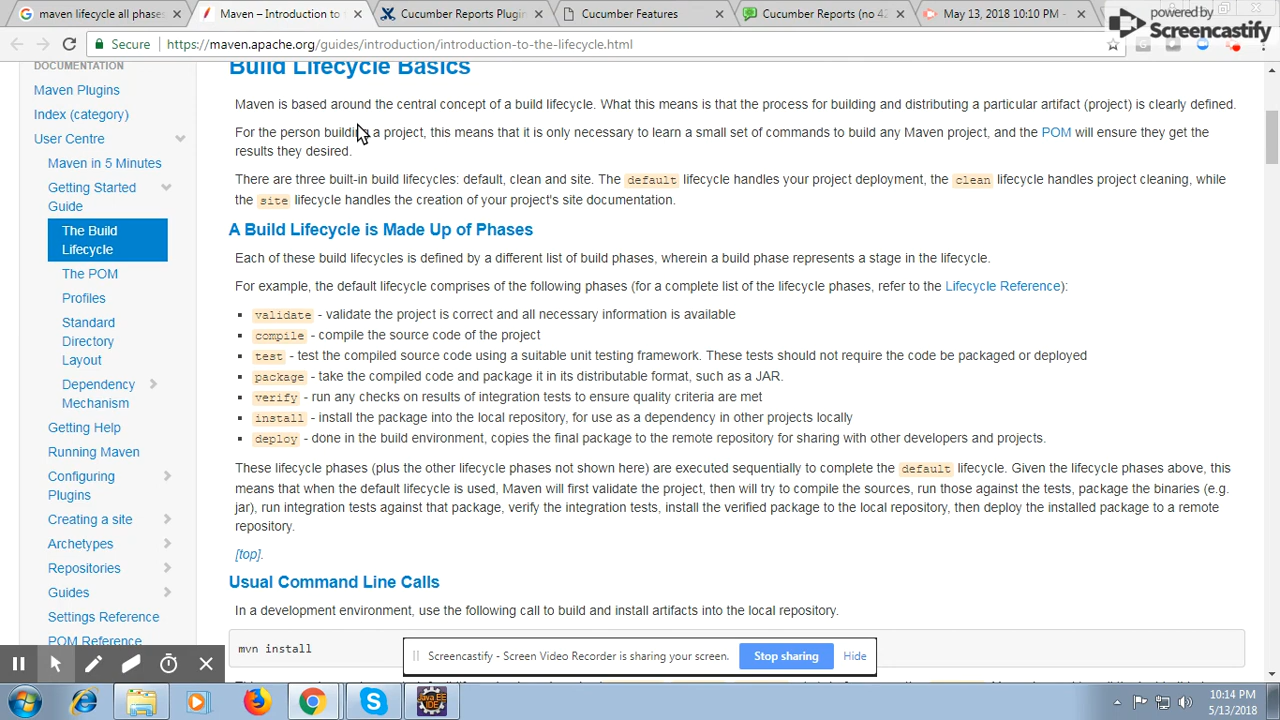 maven lifecycle all phases
Maven – Introduction to
Cucumber Reports Plugin
Cucumber Features
Cucumber Reports (no 42
May 13, 2018 10:10 PM -
powered by
Screencastify
Secure
https://maven.apache.org/guides/introduction/introduction-to-the-lifecycle.html
DOCUMENTATION
Maven Plugins
Index (category)
User Centre
Maven in 5 Minutes
Getting Started
Guide
The Build
Lifecycle
The POM
Profiles
Standard
Directory
Layout
Dependency
Mechanism
Getting Help
Running Maven
Configuring
Plugins
Creating a site
Archetypes
Repositories
Guides
Settings Reference
POM Reference
Build Lifecycle Basics
Maven is based around the central concept of a build lifecycle. What this means is that the process for building and distributing a particular artifact (project) is clearly defined.
For the person building a project, this means that it is only necessary to learn a small set of commands to build any Maven project, and the POM will ensure they get the
results they desired.
There are three built-in build lifecycles: default, clean and site. The default lifecycle handles your project deployment, the clean lifecycle handles project cleaning, while
the site lifecycle handles the creation of your project's site documentation.
A Build Lifecycle is Made Up of Phases
Each of these build lifecycles is defined by a different list of build phases, wherein a build phase represents a stage in the lifecycle.
For example, the default lifecycle comprises of the following phases (for a complete list of the lifecycle phases, refer to the Lifecycle Reference):
validate - validate the project is correct and all necessary information is available
compile - compile the source code of the project
test - test the compiled source code using a suitable unit testing framework. These tests should not require the code be packaged or deployed
package - take the compiled code and package it in its distributable format, such as a JAR.
verify - run any checks on results of integration tests to ensure quality criteria are met
install - install the package into the local repository, for use as a dependency in other projects locally
deploy - done in the build environment, copies the final package to the remote repository for sharing with other developers and projects.
These lifecycle phases (plus the other lifecycle phases not shown here) are executed sequentially to complete the default lifecycle. Given the lifecycle phases above, this
means that when the default lifecycle is used, Maven will first validate the project, then will try to compile the sources, run those against the tests, package the binaries (e.g.
jar), run integration tests against that package, verify the integration tests, install the verified package to the local repository, then deploy the installed package to a remote
repository.
[top].
Usual Command Line Calls
In a development environment, use the following call to build and install artifacts into the local repository.
mvn install
Screencastify - Screen Video Recorder is sharing your screen.
Stop sharing
Hide
Java EE
IDE
10:14 PM
5/13/2018